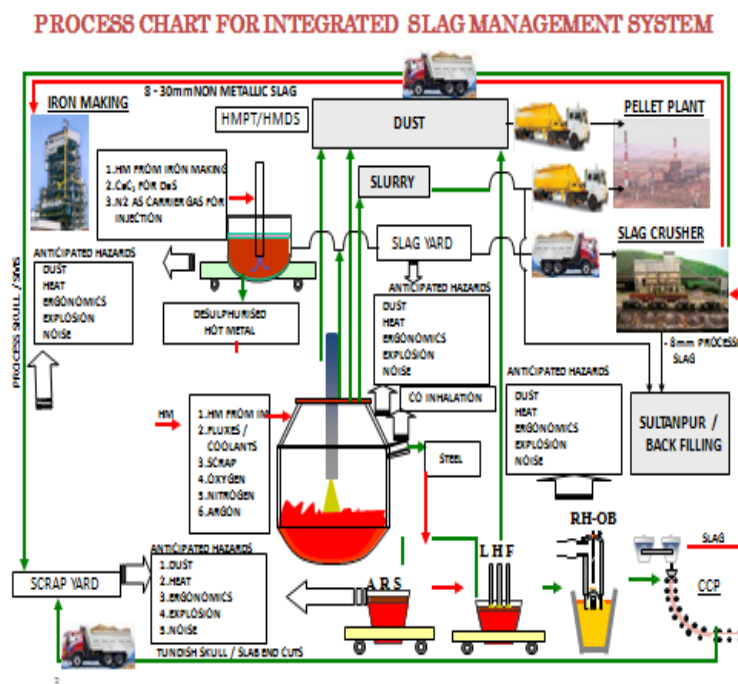 PROCESS CHART FOR INTEGRATED SLAG MANAGEMENT SYSTEM
8 - 30mm NON METALLIC SLAG
IRON MAKING
HMPT/HMDS
DUST
PELLET PLANT
1.HM FROM IRON MAKING
2.CaC₂ FOR DeS
3.N2 AS CARRIER GAS FOR
INJECTION
SLURRY
SLAG YARD
SLAG CRUSHER
ANTICIPATED HAZARDS
DUST
HEAT
ERGONOMICS
EXPLOSION
NOISE
DESULPHURISED
HOT METAL
ANTICIPATED HAZARDS
DUST
HEAT
ERGONOMICS
EXPLOSION
NOISE
CO INHALATION
- 8mm PROCESS
SLAG
PROCESS SKULL / SMS
HM
1.HM FROM
2.FLUXES /
COOLANTS
3.SCRAP
4.OXYGEN
5.NITROGEN
6.ARGON
STEEL
ANTICIPATED HAZARDS
DUST
HEAT
ERGONOMICS
EXPLOSION
NOISE
SULTANPUR /
BACK FILLING
RH-OB
SLAG
LHF
ARS
CCP
SCRAP YARD
ANTICIPATED HAZARDS
1.DUST
2.HEAT
3.ERGONOMICS
4.EXPLOSION
5.NOISE
TUNDISH SKULL / SLAB END CUTS